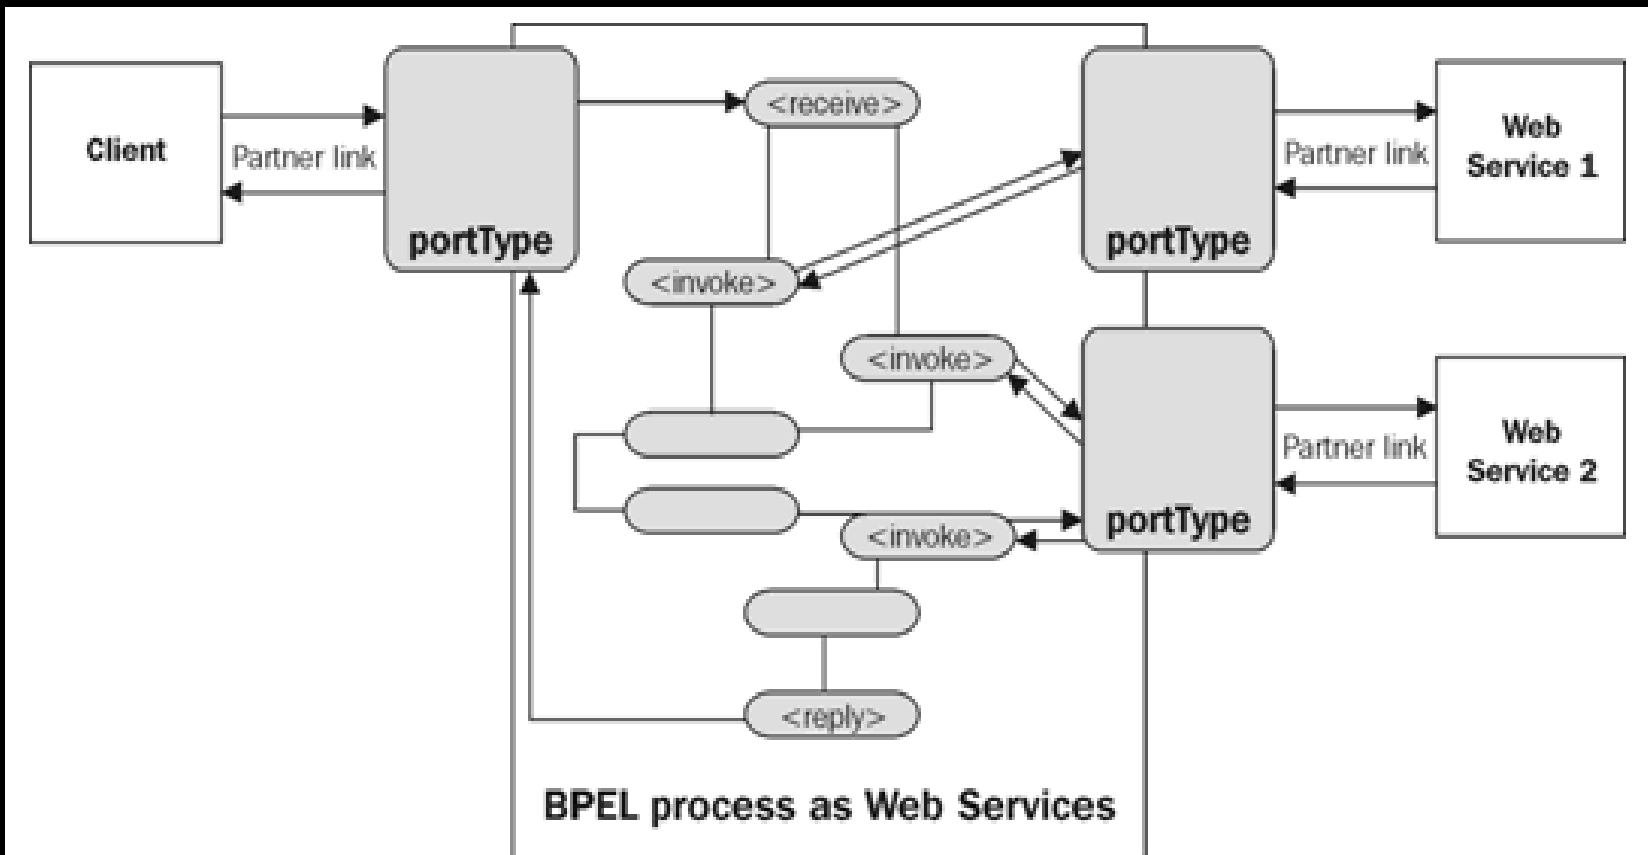 Client
Partner link
portType
<receive>
<invoke>
<invoke>
<invoke>
<reply>
portType
Partner link
Web
Service 1
portType
Partner link
Web
Service 2
BPEL process as Web Services